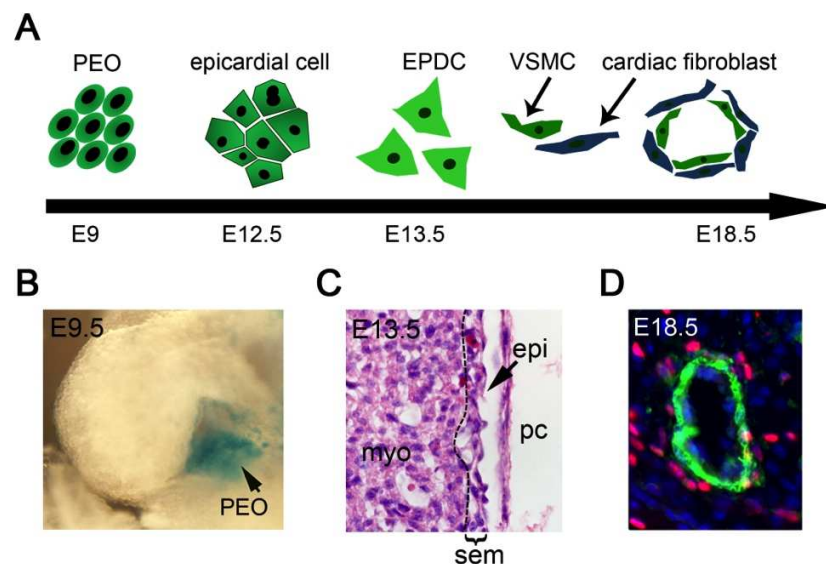 A
PEO epicardial cell EPDC VSMC cardiac fibroblast
E9 E12.5 E13.5 E18.5
B C D
E9.5 E13.5 E18.5
epi
myo pc
PEO
sem